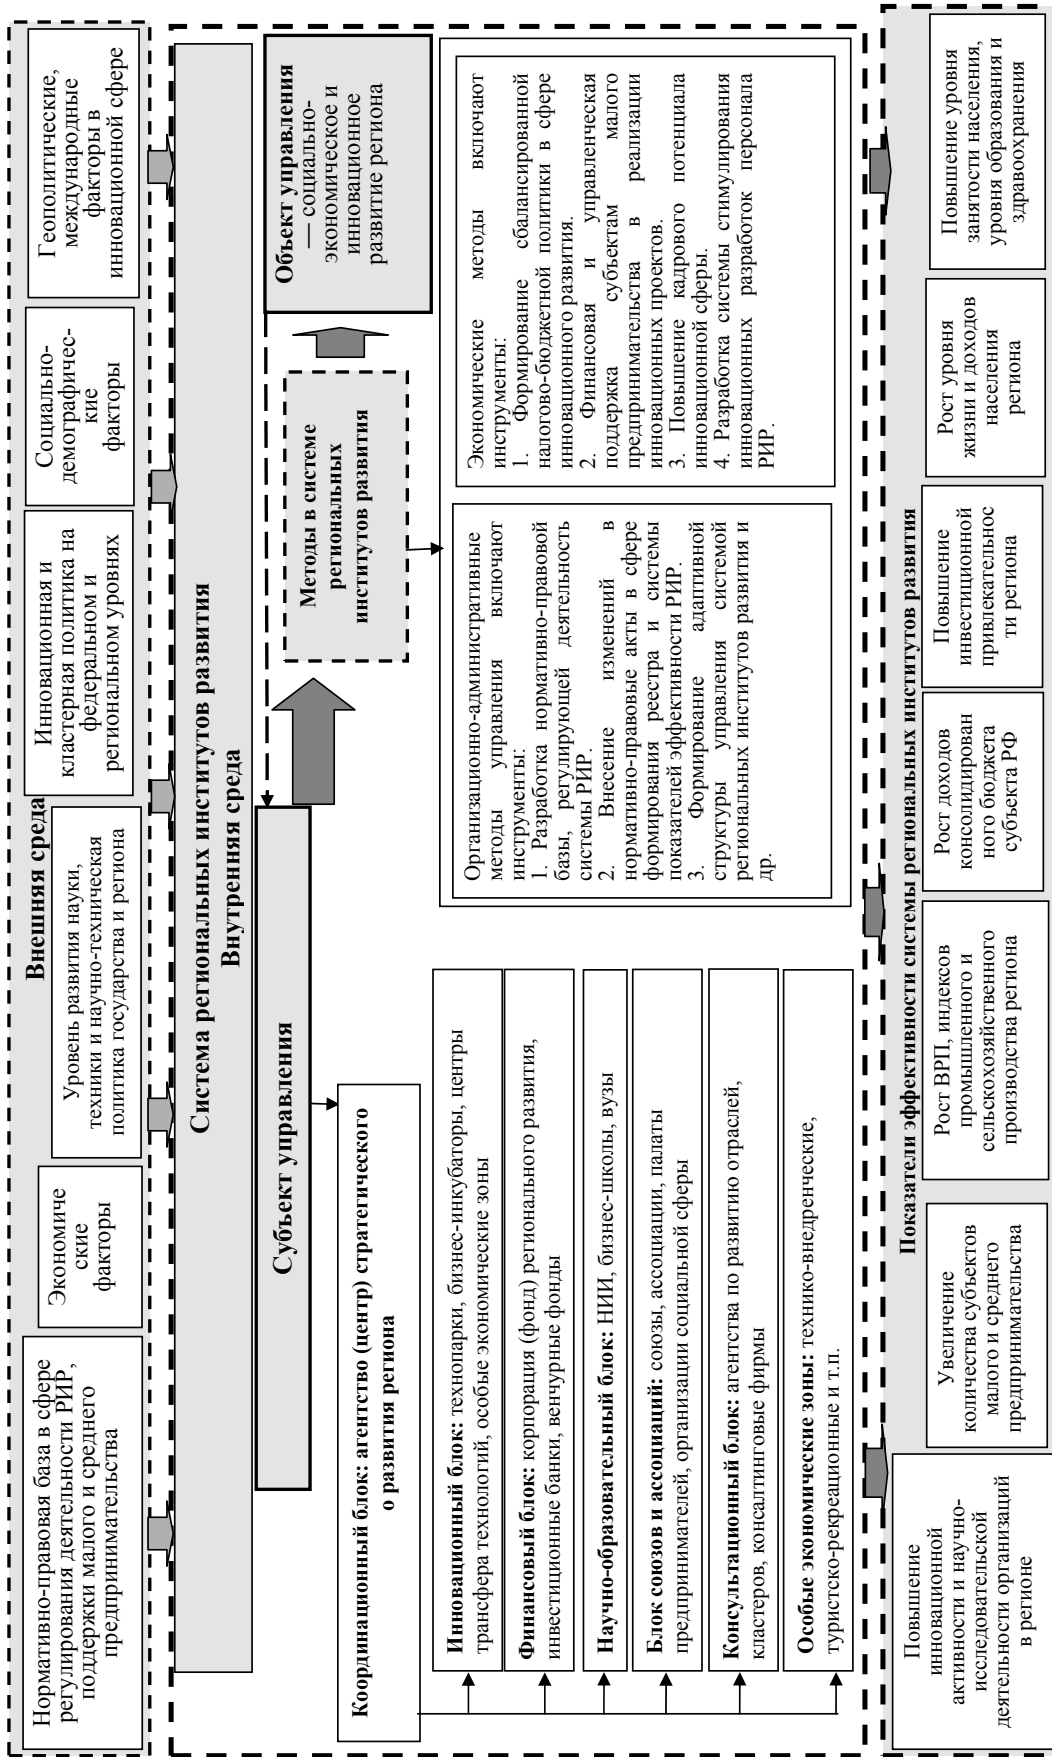 Внешняя среда
Нормативно-правовая база в сфере
регулирования деятельности РИР,
поддержки малого и среднего
предпринимательства
Экономиче
ские
факторы
Уровень развития науки,
техники и научно-техническая
политика государства и региона
Инновационная и
кластерная политика на
федеральном и
региональном уровнях
Социально-
демографичес-
кие
факторы
Геополитические,
международные
факторы в
инновационной сфере
Система региональных институтов развития
Внутренняя среда
Субъект управления
Координационный блок: агентство (центр) стратегического
о развития региона
Инновационный блок: технопарки, бизнес-инкубаторы, центры
трансфера технологий, особые экономические зоны
Финансовый блок: корпорация (фонд) регионального развития,
инвестиционные банки, венчурные фонды
Научно-образовательный блок: НИИ, бизнес-школы, вузы
Блок союзов и ассоциаций: союзы, ассоциации, палаты
предпринимателей, организации социальной сферы
Консультационный блок: агентства по развитию отраслей,
кластеров, консалтинговые фирмы
Особые экономические зоны: технико-внедренческие,
туристско-рекреационные и т.п.
Методы в системе
региональных
институтов развития
Объект управления
— социально-
экономическое и
инновационное
развитие региона
Организационно-административные
методы управления включают
инструменты:
1. Разработка нормативно-правовой
базы, регулирующей деятельность
системы РИР.
2. Внесение изменений в
нормативно-правовые акты в сфере
формирования реестра и системы
показателей эффективности РИР.
3. Формирование адаптивной
структуры управления системой
региональных институтов развития и
др.
Экономические методы включают
инструменты:
1. Формирование сбалансированной
налогово-бюджетной политики в сфере
инновационного развития.
2. Финансовая и управленческая
поддержка субъектам малого
предпринимательства в реализации
инновационных проектов.
3. Повышение кадрового потенциала
инновационной сферы.
4. Разработка системы стимулирования
инновационных разработок персонала
РИР.
Показатели эффективности системы региональных институтов развития
Повышение
инновационной
активности и научно-
исследовательской
деятельности организаций
в регионе
Увеличение
количества субъектов
малого и среднего
предпринимательства
Рост ВРП, индексов
промышленного и
сельскохозяйственного
производства региона
Рост доходов
консолидирован
ного бюджета
субъекта РФ
Повышение
инвестиционной
привлекательнос
ти региона
Рост уровня
жизни и доходов
населения
региона
Повышение уровня
занятости населения,
уровня образования и
здравоохранения